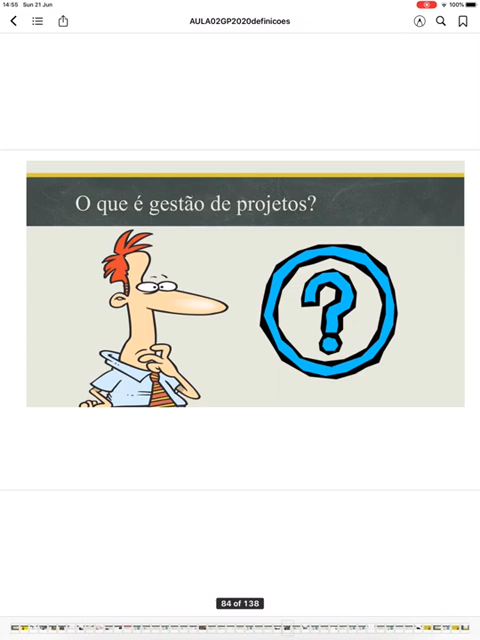 14:55 Sun 21 Jun
100%
AULA02GP2020definicoes
O que é gestão de projetos?
?
84 of 138